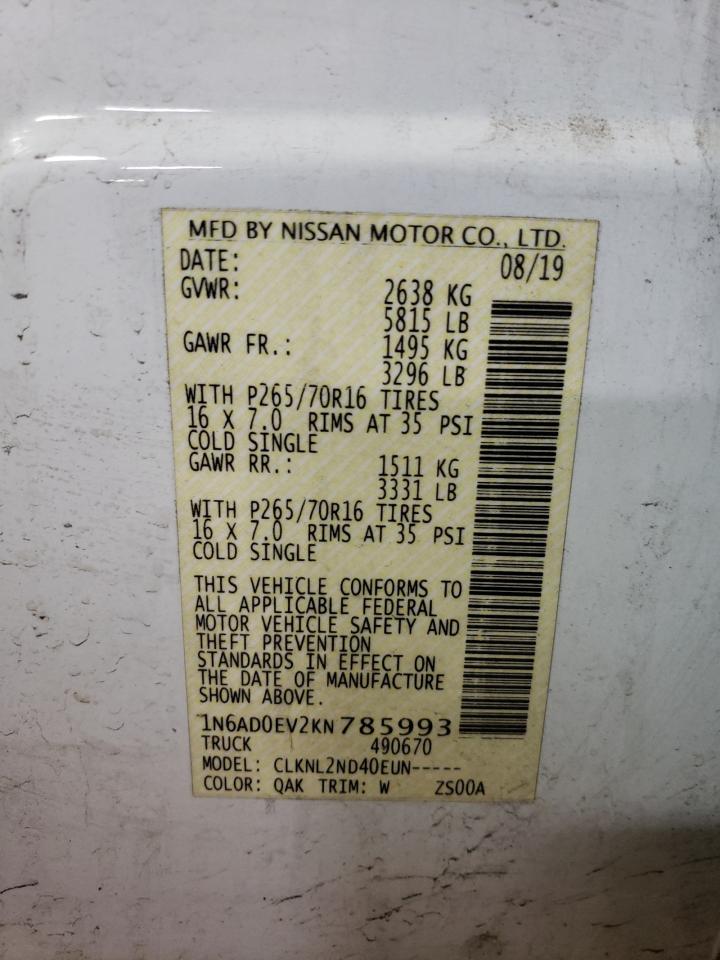 MFD BY NISSAN MOTOR CO., LTD.
DATE: 08/19
GVWR: 2638 KG
5815 LB
GAWR FR.: 1495 KG
3296 LB
WITH P265/70R16 TIRES
16 X 7.0 RIMS AT 35 PSI
COLD SINGLE
GAWR RR.: 1511 KG
3331 LB
WITH P265/70R16 TIRES
16 X 7.0 RIMS AT 35 PSI
COLD SINGLE
THIS VEHICLE CONFORMS TO
ALL APPLICABLE FEDERAL
MOTOR VEHICLE SAFETY AND
THEFT PREVENTION
STANDARDS IN EFFECT ON
THE DATE OF MANUFACTURE
SHOWN ABOVE.
1N6AD0EV2KN785993
TRUCK 490670
MODEL: CLKNL2ND40EUN-----
COLOR: QAK TRIM: W ZS00A